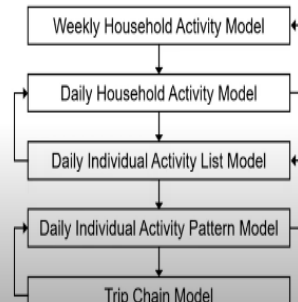 Weekly Household Activity Model
Daily Household Activity Model
Daily Individual Activity List Model
Daily Individual Activity Pattern Model
Trip Chain Model